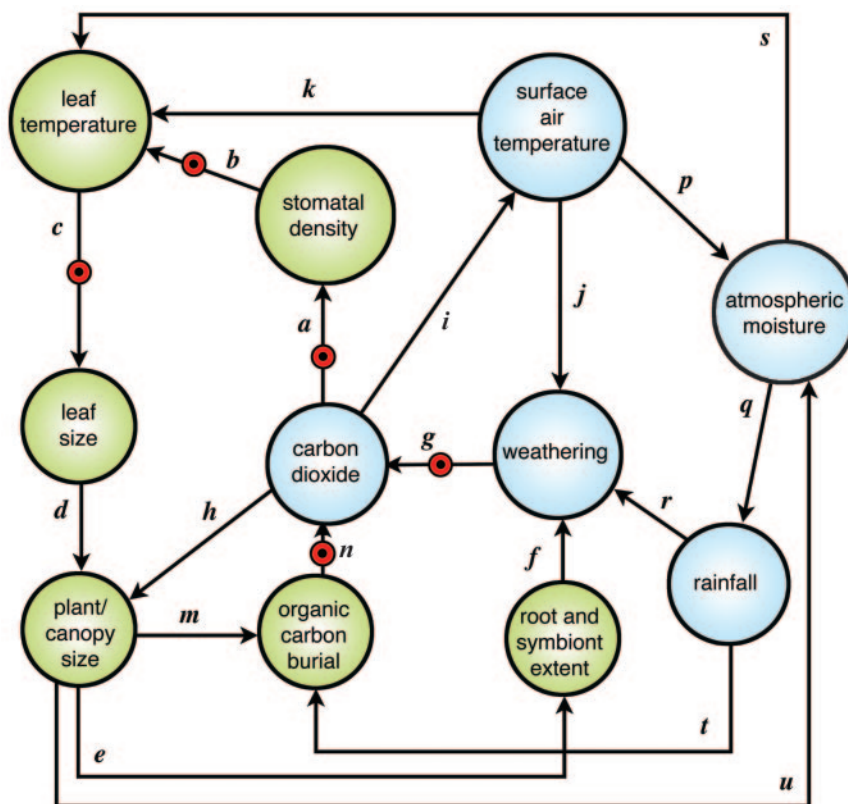 s
leaf
temperature
k
surface
air
temperature
b
stomatal
density
p
c
a
i
j
atmospheric
moisture
leaf
size
q
carbon
dioxide
g
weathering
d
h
r
n
f
rainfall
plant/
canopy
size
m
organic
carbon
burial
root and
symbiont
extent
e
t
u